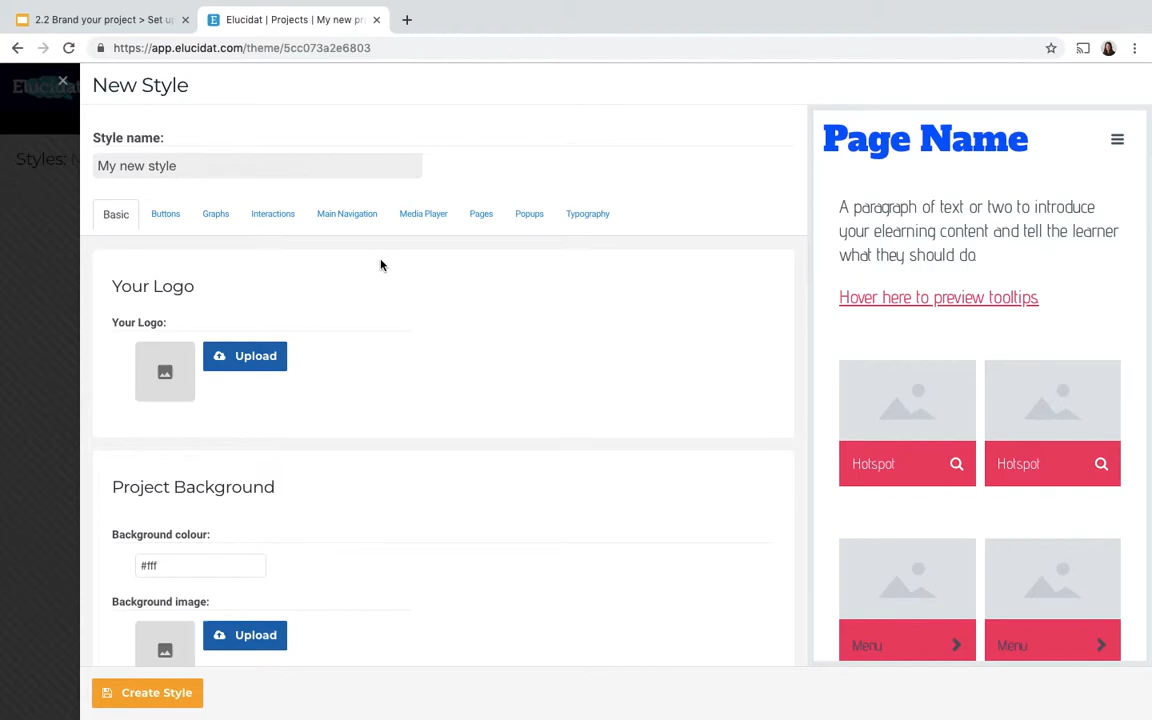 2.2 Brand your project > Set u
Elucidat | Projects | My new pr
https://app.elucidat.com/theme/5cc073a2e6803
New Style
Styles:
Style name:
My new style
Basic Buttons Graphs Interactions Main Navigation Media Player Pages Popups Typography
Your Logo
Your Logo:
Upload
Project Background
Background colour:
#fff
Background image:
Upload
Create Style
Page Name
A paragraph of text or two to introduce
your elearning content and tell the learner
what they should do.
Hover here to preview tooltips.
Hotspot Hotspot
Menu Menu